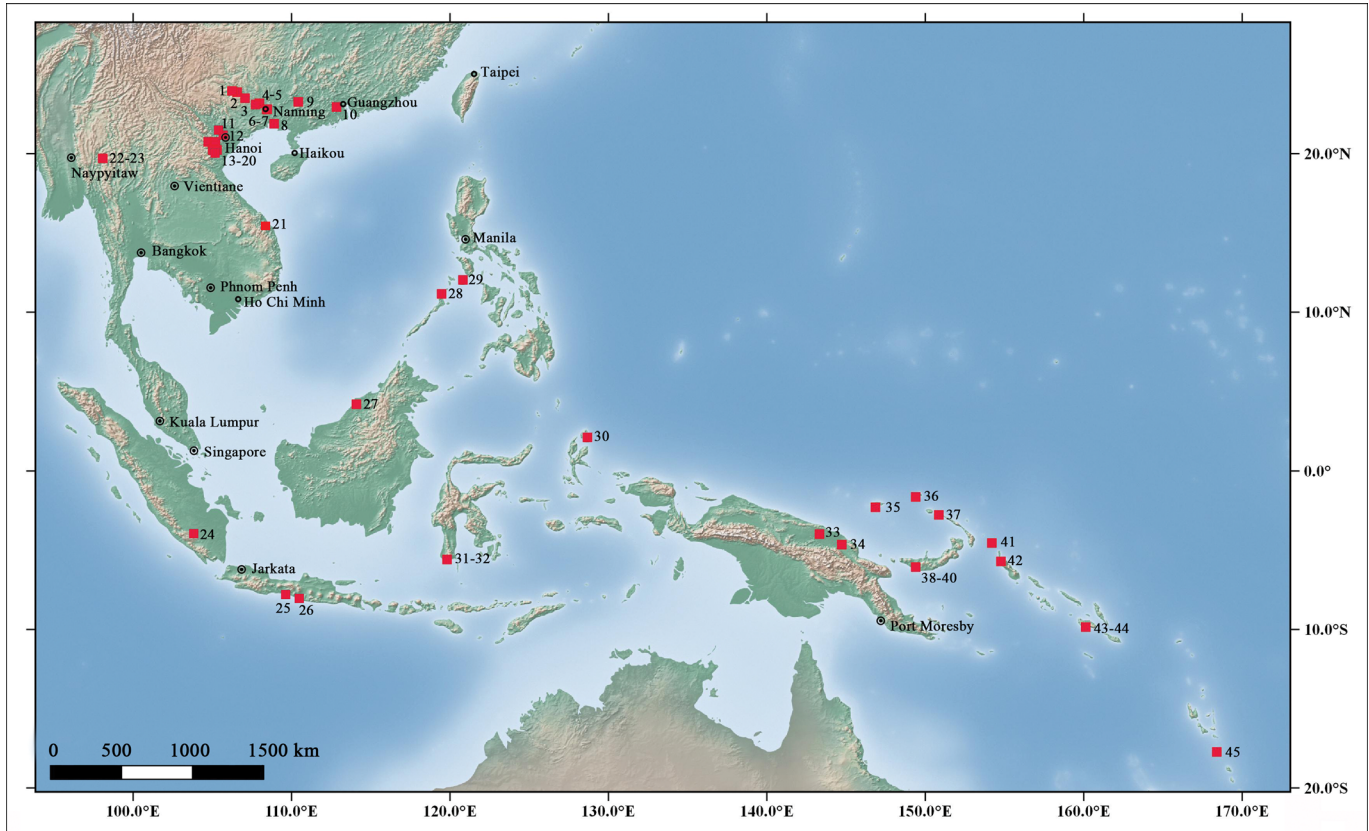 Taipei
1
2
3
4-5
Nanning
6-7
8
9
Guangzhou
10
11
12
Hanoi
13-20
Haikou
20.0°N
22-23
Naypyitaw
Vientiane
21
Bangkok
Manila
Phnom Penh
Ho Chi Minh
29
28
10.0°N
27
Kuala Lumpur
Singapore
30
0.0°
24
Jarkata
25
26
31-32
33
34
35
36
37
38-40
41
42
Port Moresby
43-44
10.0°S
45
0 500 1000 1500 km
20.0°S
100.0°E 110.0°E 120.0°E 130.0°E 140.0°E 150.0°E 160.0°E 170.0°E